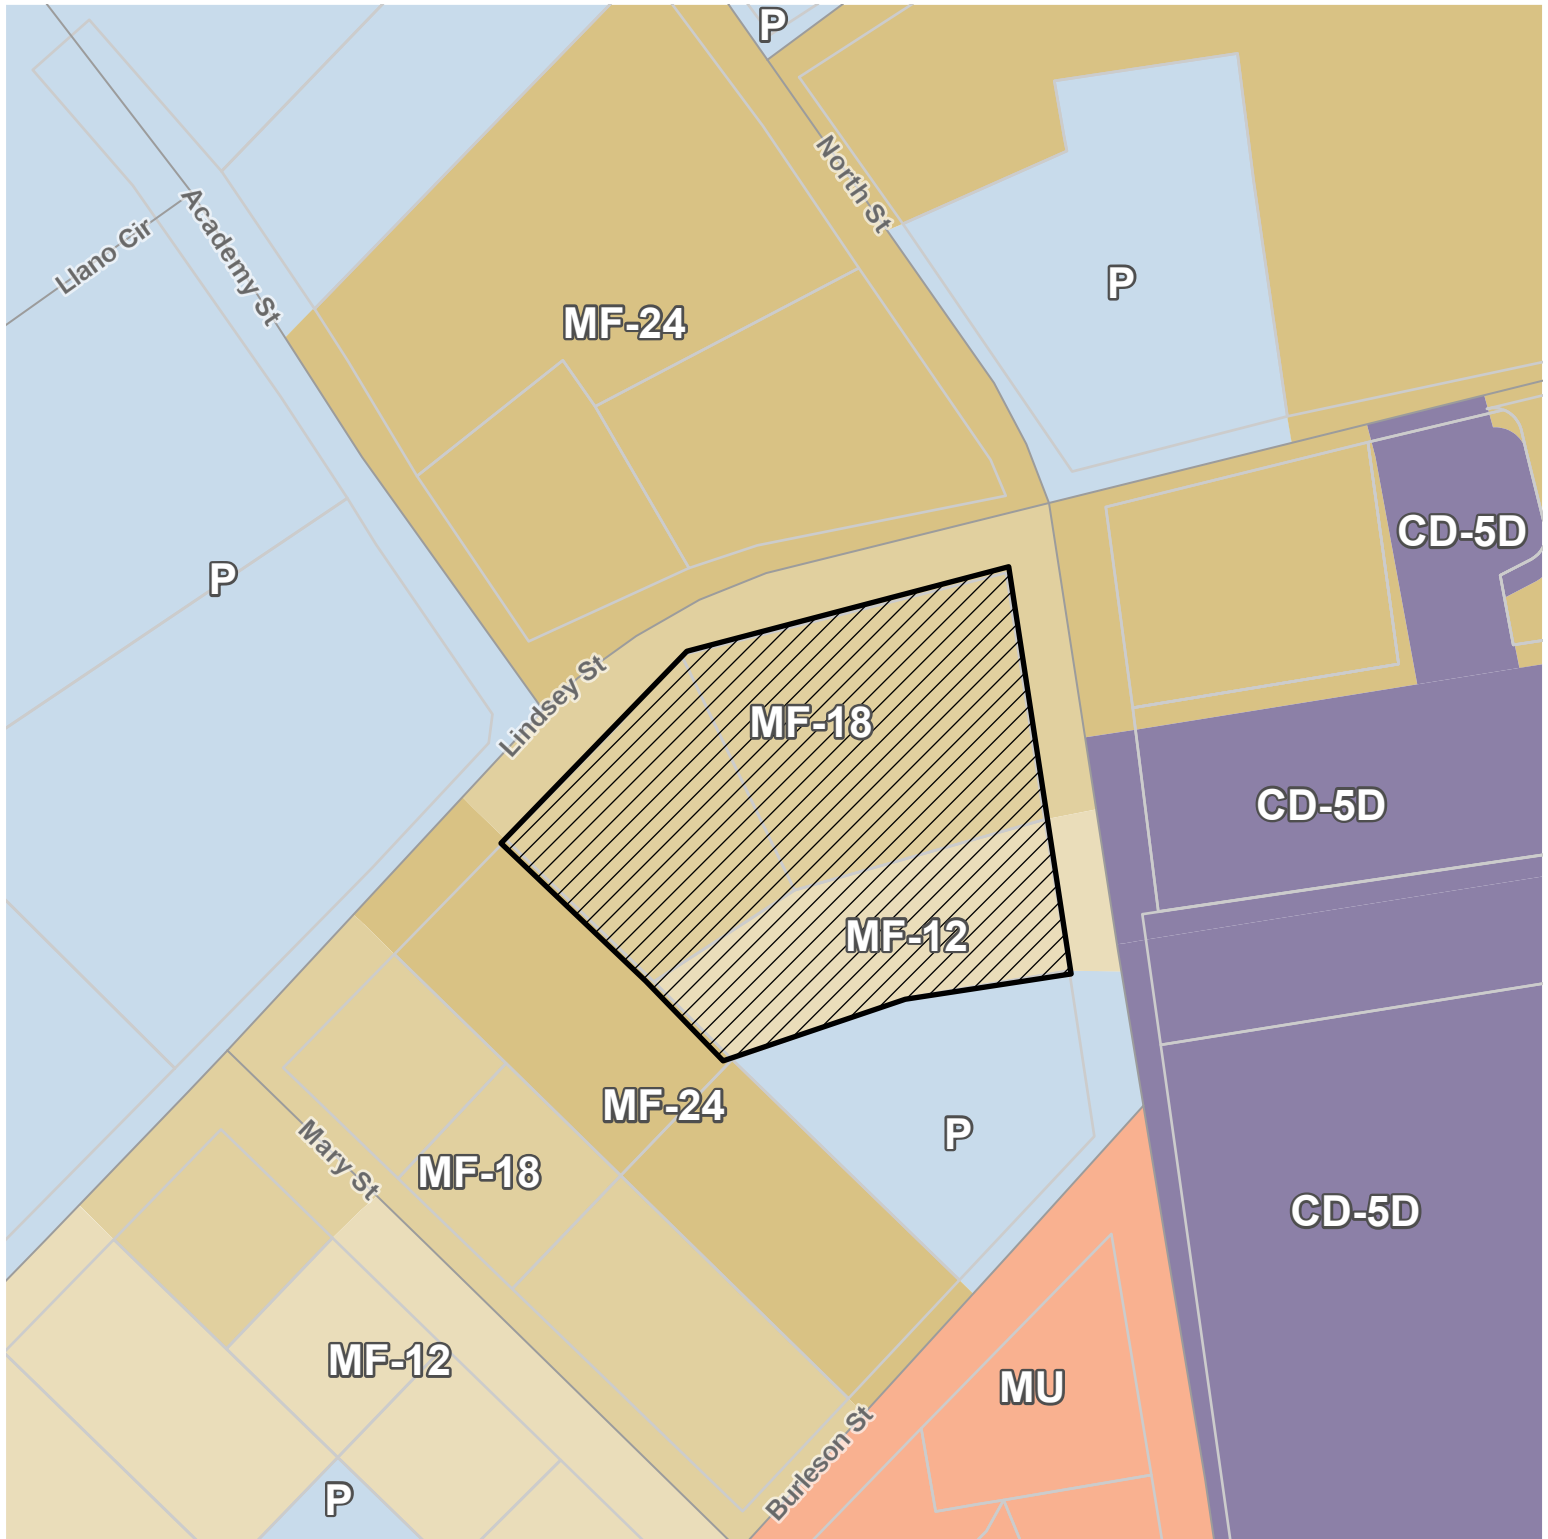 P
North St
Academy St
Llano Cir
P
MF-24
CD-5D
P
Lindsey St
MF-18
CD-5D
MF-12
MF-24
P
Mary St
MF-18
CD-5D
MF-12
MU
Burleson St
P